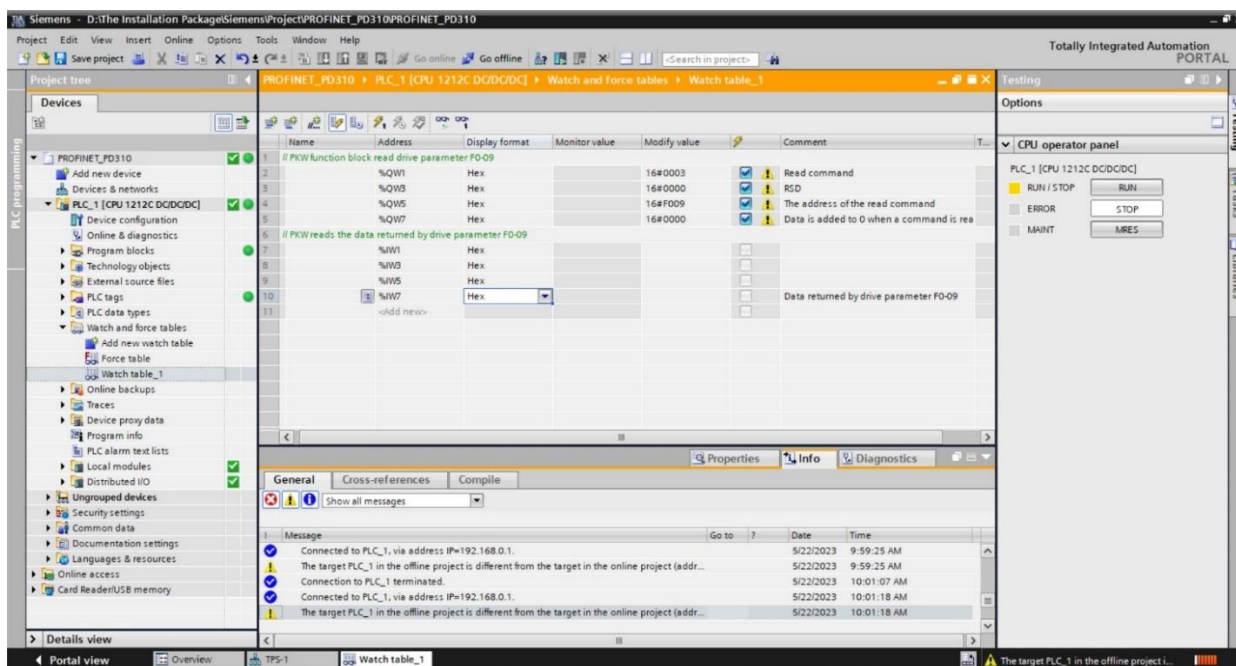 Siemens - D:\The Installation Package\Siemens\Project\PROFINET_PD310\PROFINET_PD310
Project Edit View Insert Online Options Tools Window Help
Totally Integrated Automation
PORTAL
Save project Go online Go offline <Search in project>
Project tree
PROFINET_PD310 PLC_1 [CPU 1212C DC/DC/DC] Watch and force tables Watch_table_1
Testing
Devices
Options
PLC programming
Name Address Display format Monitor value Modify value Comment T...
CPU operator panel
PROFINET_PD310
1 // PKW function block read drive parameter F0-09
PLC_1 [CPU 1212C DC/DC/DC]
Add new device
2 %QW1 Hex 16#0003 Read command
Devices & networks
3 %QW3 Hex 16#0000 RSD
RUN / STOP RUN
PLC_1 [CPU 1212C DC/DC/DC]
4 %QW5 Hex 16#F009 The address of the read command
ERROR STOP
Device configuration
5 %QW7 Hex 16#0000 Data is added to 0 when a command is rea
MAINT MRES
Online & diagnostics
6 // PKW reads the data returned by drive parameter F0-09
Program blocks
7 %IW1 Hex
Technology objects
8 %IW3 Hex
External source files
9 %IW5 Hex
PLC tags
10 %IW7 Hex Data returned by drive parameter F0-09
PLC data types
11 <Add new>
Watch and force tables
Add new watch table
Force table
Watch table_1
Online backups
Traces
Device proxy data
Program info
PLC alarm text lists
Local modules
Distributed I/O
Ungrouped devices
Security settings
Common data
Documentation settings
Languages & resources
Online access
Card Reader/USB memory
Properties Info Diagnostics
General Cross-references Compile
Show all messages
! Message Go to ? Date Time
Connected to PLC_1, via address IP=192.168.0.1. 5/22/2023 9:59:25 AM
The target PLC_1 in the offline project is different from the target in the online project (addr... 5/22/2023 9:59:25 AM
Connection to PLC_1 terminated. 5/22/2023 10:01:07 AM
Connected to PLC_1, via address IP=192.168.0.1. 5/22/2023 10:01:18 AM
The target PLC_1 in the offline project is different from the target in the online project (addr... 5/22/2023 10:01:18 AM
Details view
Portal view Overview TPS-1 Watch table_1 The target PLC_1 in the offline project i...